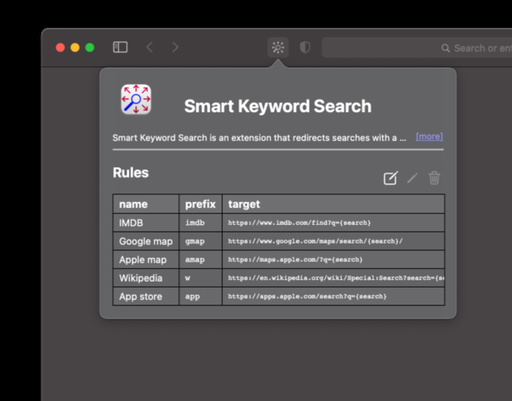 Search or ent
Smart Keyword Search
Smart Keyword Search is an extension that redirects searches with a ... [more]
Rules
name prefix target
IMDB imdb https://www.imdb.com/find?q={search}
Google map gmap https://www.google.com/maps/search/{search}/
Apple map amap https://maps.apple.com/?q={search}
Wikipedia w https://en.wikipedia.org/wiki/Special:Search?search={se
App store app https://apps.apple.com/search?q={search}